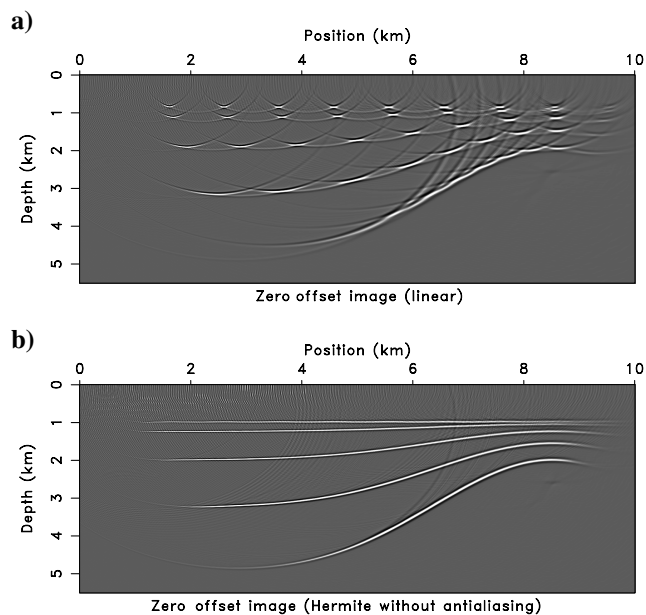 a)
Position (km)
0 2 4 6 8 10
Depth (km)
0
1
2
3
4
5
Zero offset image (linear)
b)
Position (km)
0 2 4 6 8 10
Depth (km)
0
1
2
3
4
5
Zero offset image (Hermite without antialiasing)